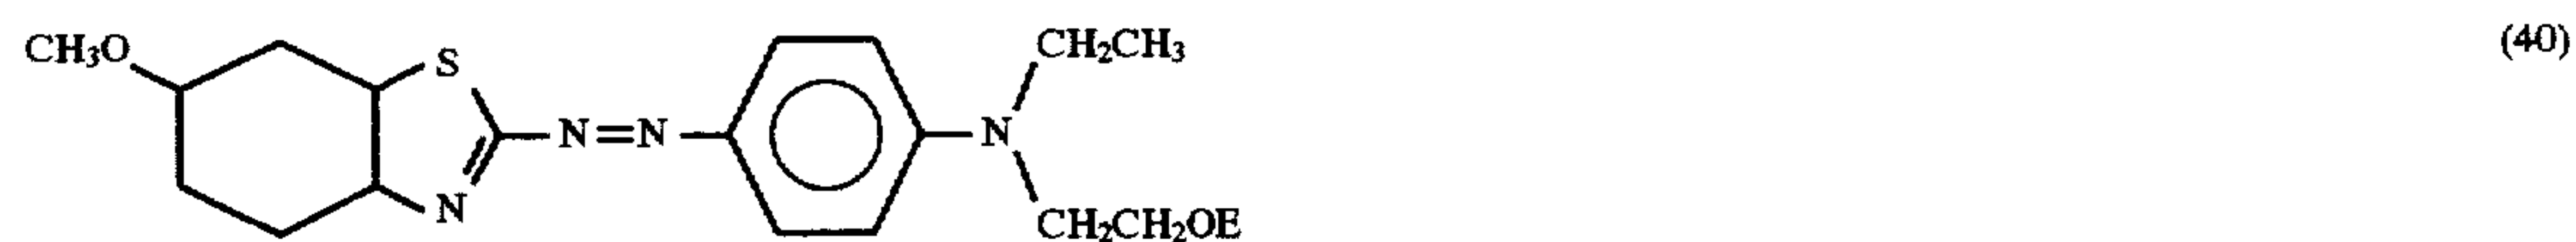 CH₃O S CH₂CH₃ (40)
N=N N
N CH₂CH₂OE